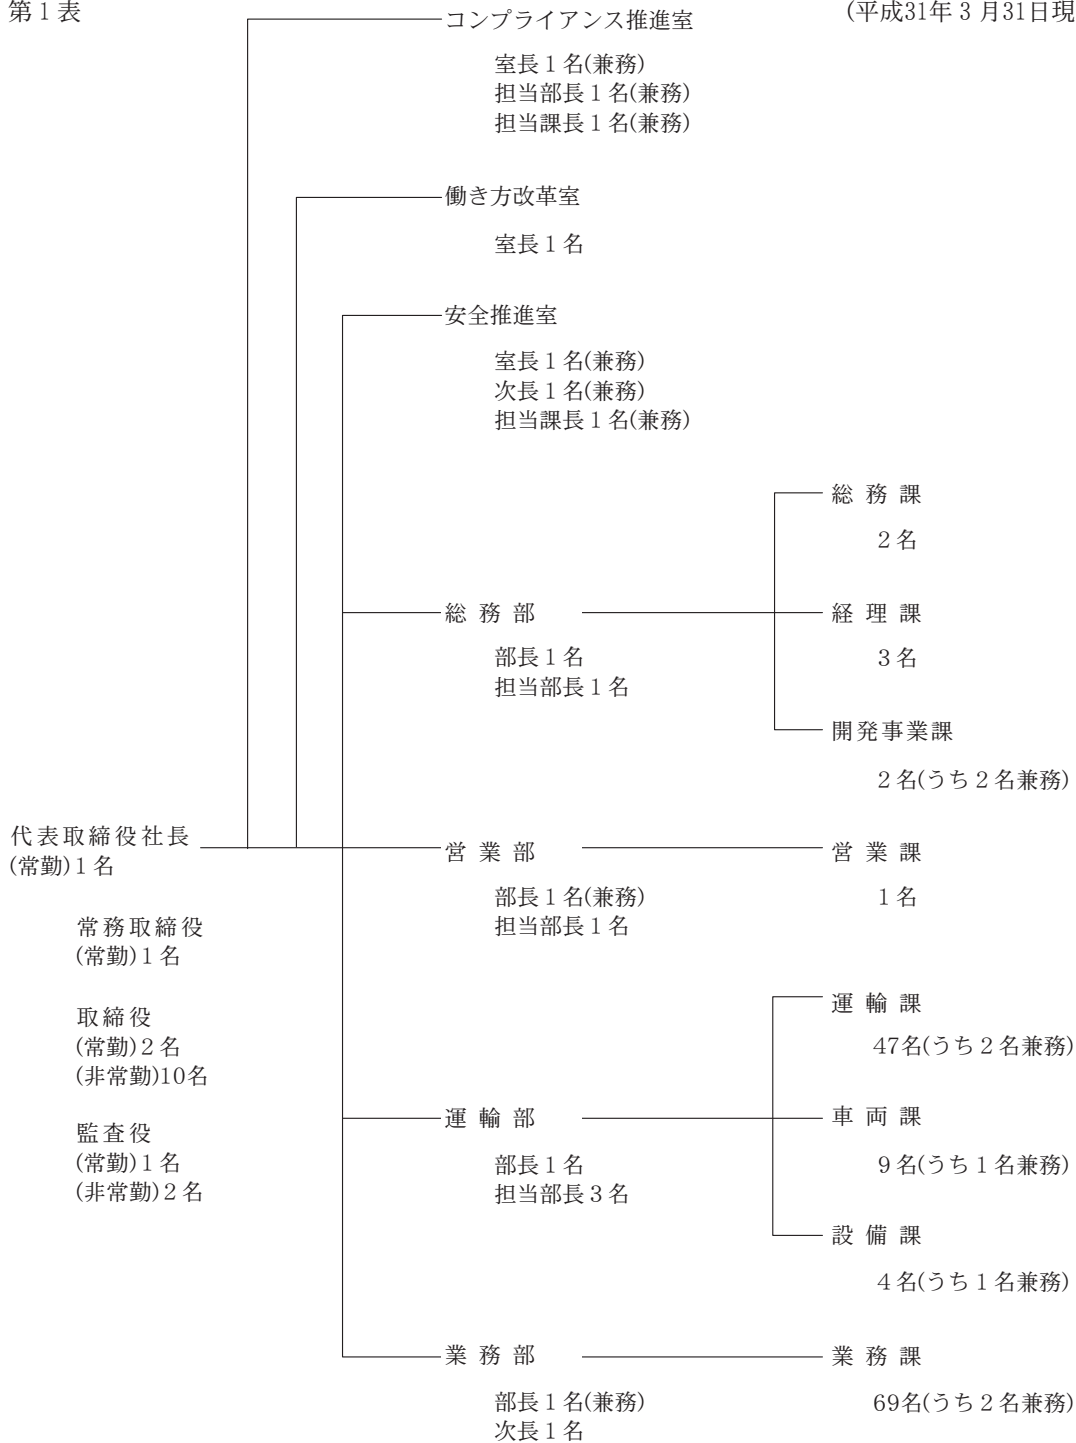 第１表
(平成31年３月31日現
コンプライアンス推進室
室長１名(兼務)
担当部長１名(兼務)
担当課長１名(兼務)
働き方改革室
室長１名
安全推進室
室長１名(兼務)
次長１名(兼務)
担当課長１名(兼務)
総務課
２名
総務部
部長１名
担当部長１名
経理課
３名
開発事業課
２名(うち２名兼務)
代表取締役社長
(常勤)１名
常務取締役
(常勤)１名
取締役
(常勤)２名
(非常勤)10名
監査役
(常勤)１名
(非常勤)２名
営業部
部長１名(兼務)
担当部長１名
営業課
１名
運輸課
47名(うち２名兼務)
運輸部
部長１名
担当部長３名
車両課
９名(うち１名兼務)
設備課
４名(うち１名兼務)
業務部
部長１名(兼務)
次長１名
業務課
69名(うち２名兼務)